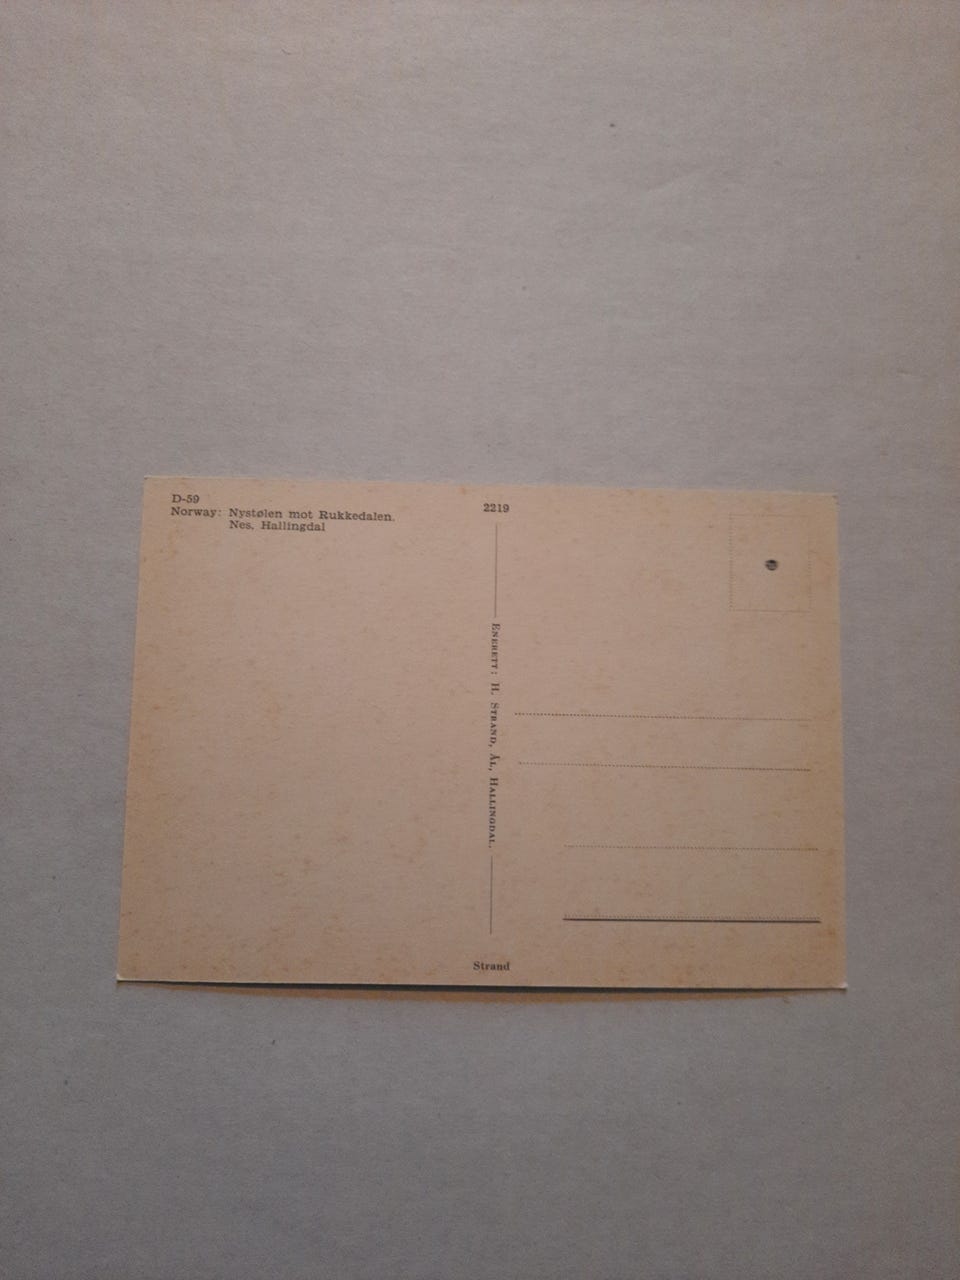 D-59
Norway: Nystølen mot Rukkedalen,
Nes, Hallingdal
2219
ENERETT: H. STRAND, ÅL, HALLINGDAL.
Strand